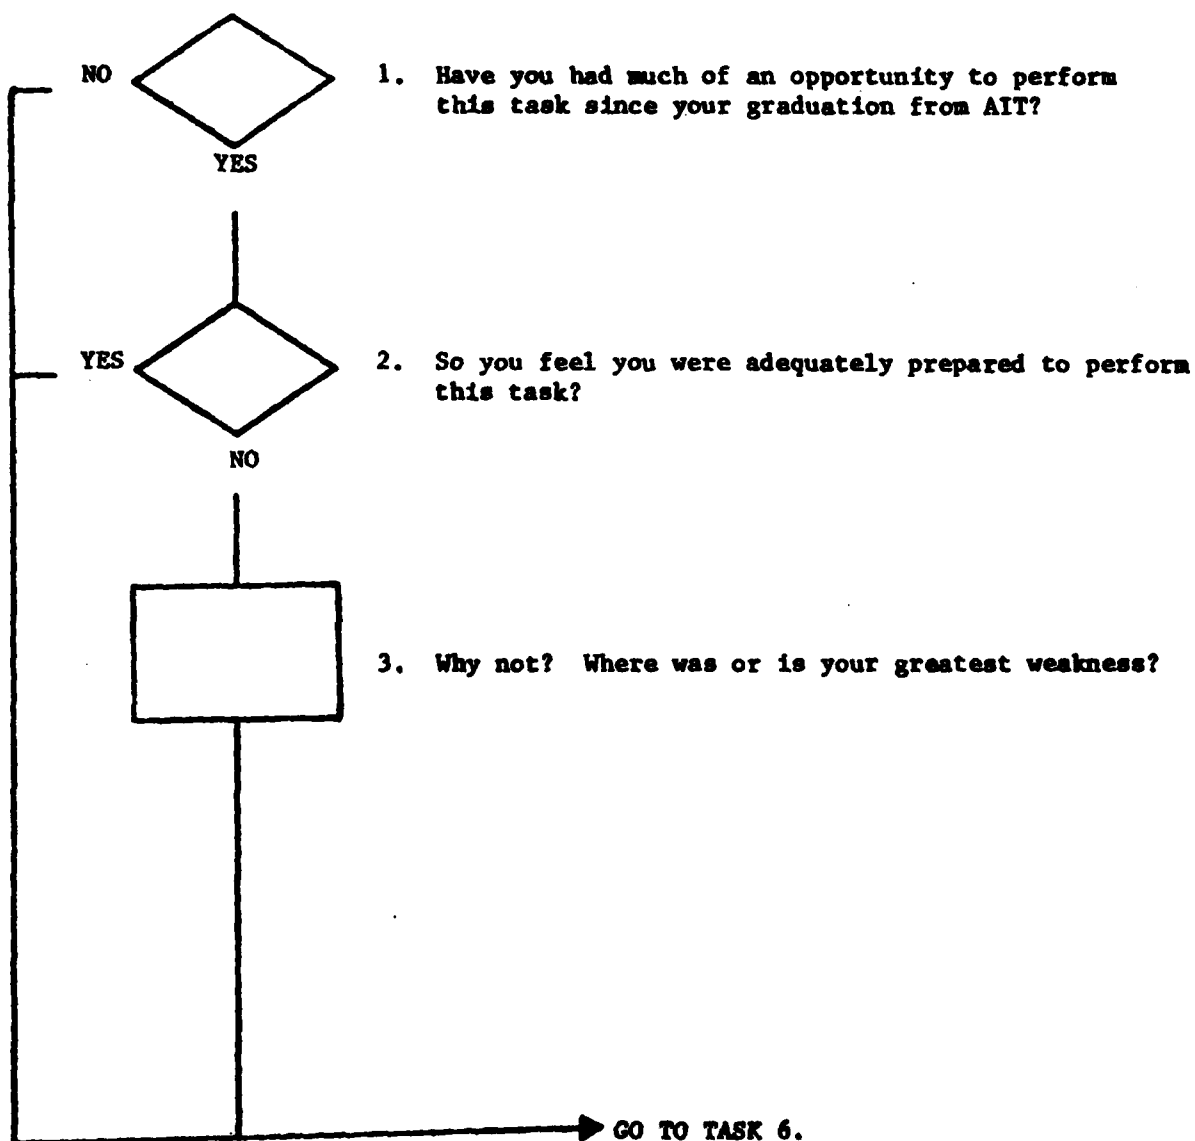 NO
1. Have you had much of an opportunity to perform
this task since your graduation from AIT?
YES
YES
2. So you feel you were adequately prepared to perform
this task?
NO
3. Why not? Where was or is your greatest weakness?
GO TO TASK 6.